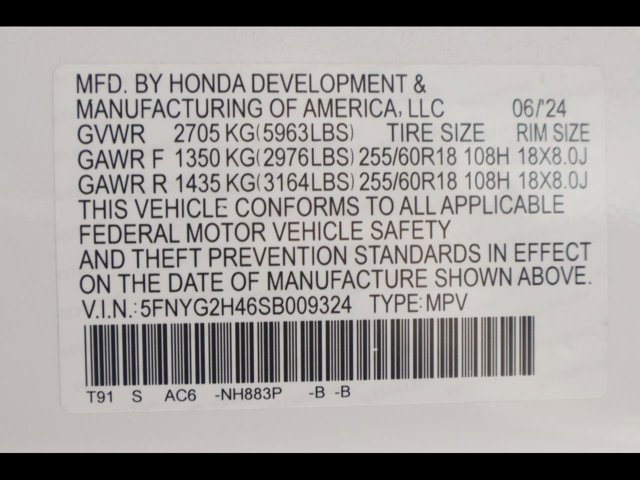 MFD. BY HONDA DEVELOPMENT &
MANUFACTURING OF AMERICA, LLC 06/'24
GVWR 2705 KG(5963LBS) TIRE SIZE RIM SIZE
GAWR F 1350 KG(2976LBS) 255/60R18 108H 18X8.0J
GAWR R 1435 KG(3164LBS) 255/60R18 108H 18X8.0J
THIS VEHICLE CONFORMS TO ALL APPLICABLE
FEDERAL MOTOR VEHICLE SAFETY
AND THEFT PREVENTION STANDARDS IN EFFECT
ON THE DATE OF MANUFACTURE SHOWN ABOVE.
V.I.N.:5FNYG2H46SB009324 TYPE:MPV
T91 S AC6 -NH883P -B -B